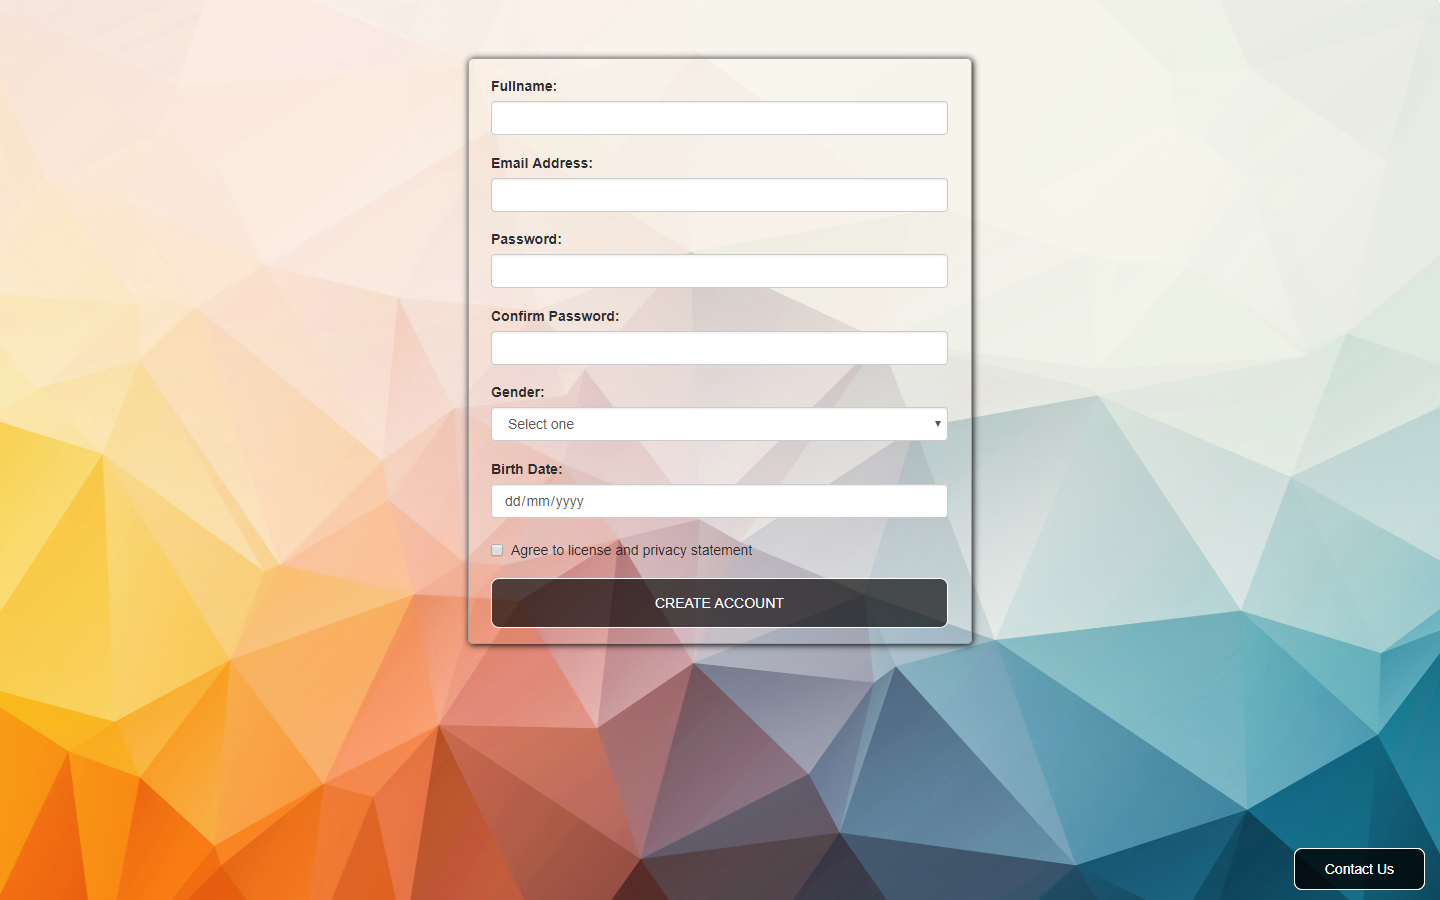 Fullname:
Email Address:
Password:
Confirm Password:
Gender:
Select one
Birth Date:
dd/mm/yyyy
Agree to license and privacy statement
CREATE ACCOUNT
Contact Us